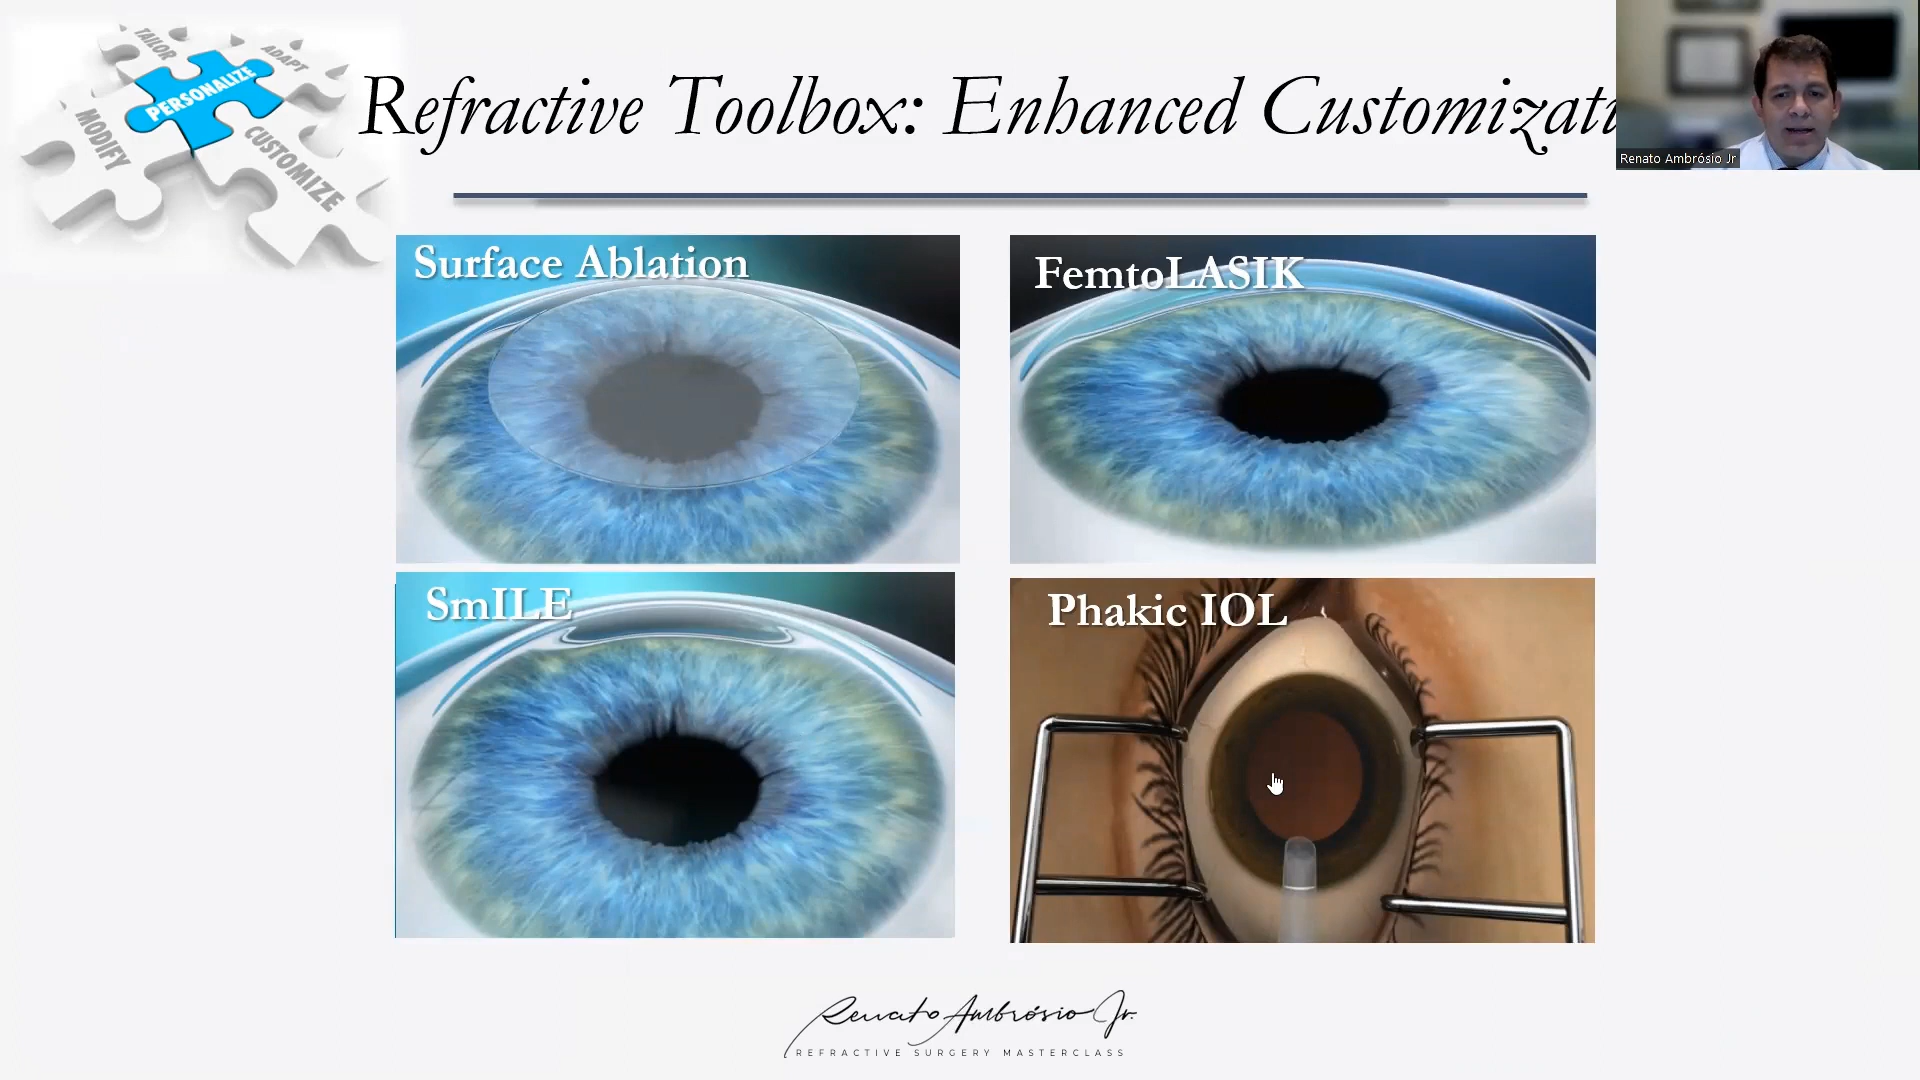 TAILOR
ADAPT
PERSONALIZE
MODIFY
CUSTOMIZE
Refractive Toolbox: Enhanced Customizati
Renato Ambrósio Jr
Surface Ablation
FemtoLASIK
SmILE
Phakic IOL
Renato Ambrósio Jr.
REFRACTIVE SURGERY MASTERCLASS